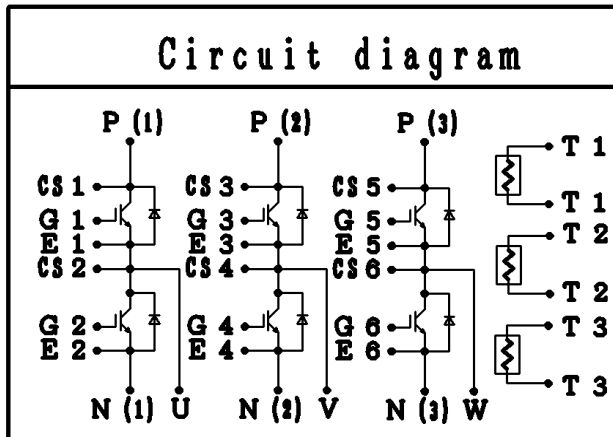 Circuit diagram
P (1) P (2) P (3)
T 1
CS 1 CS 3 CS 5
T 1
G 1 G 3 G 5
T 2
E 1 E 3 E 5
CS 2 CS 4 CS 6
T 2
G 2 G 4 G 6
T 3
E 2 E 4 E 6
T 3
N (1) U N (2) V N (3) W